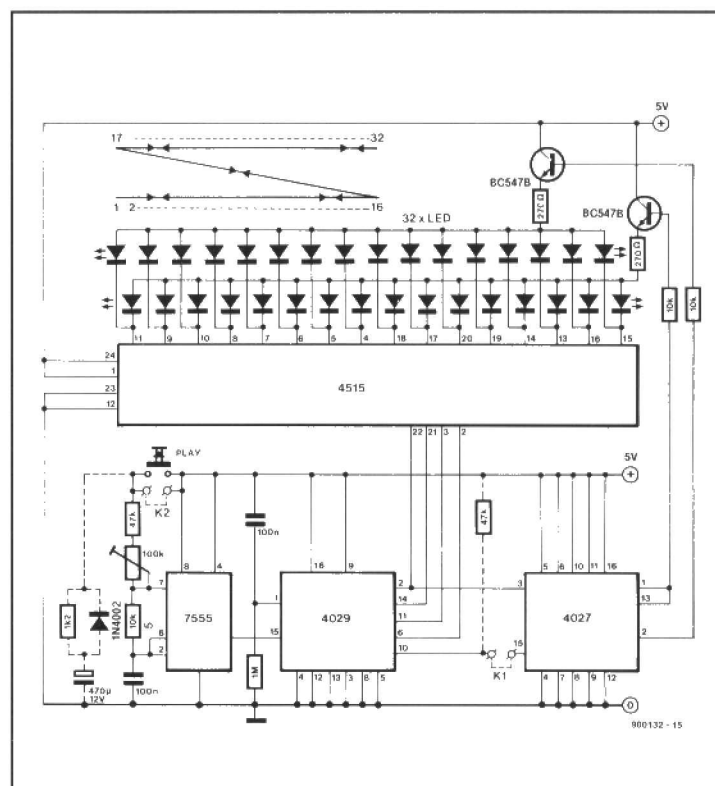 5V
17 32
BC547B
BC547B
270Ω
270Ω
1 2 16
32 x LED
10k
10k
11 9 10 8 7 6 5 4 18 17 20 19 14 13 16 15
24
1
23
12
4515
22 21 3 2
PLAY
5V
K2
47k
100n
47k
100k
8 4
16 9
5 6 10 11 16
7
2
3
1
14
13
1k2
1N4002
10k
5
7555
4029
4027
11
6
2
15
6
2
10
15
1
1M
K1
470µ
12V
100n
4 12 13 3 8 5
4 7 8 9 12
0
900132 - 15